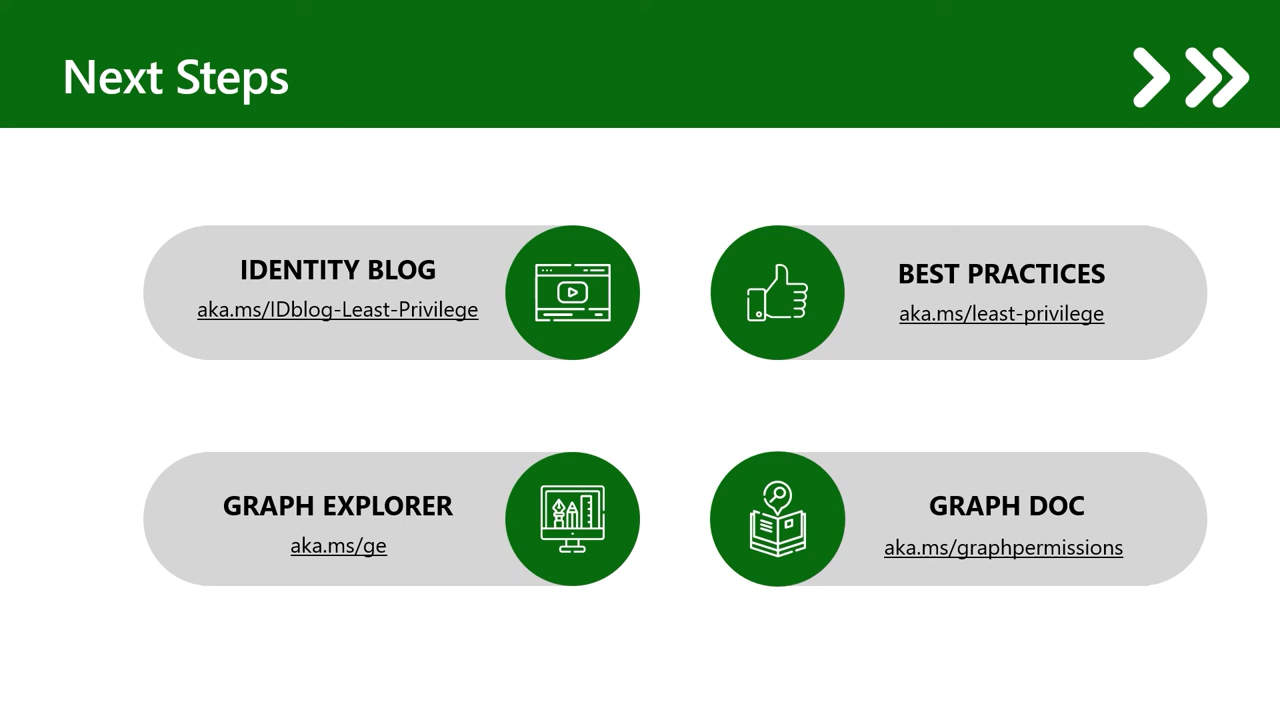 Next Steps
IDENTITY BLOG
aka.ms/IDblog-Least-Privilege
BEST PRACTICES
aka.ms/least-privilege
GRAPH EXPLORER
aka.ms/ge
GRAPH DOC
aka.ms/graphpermissions